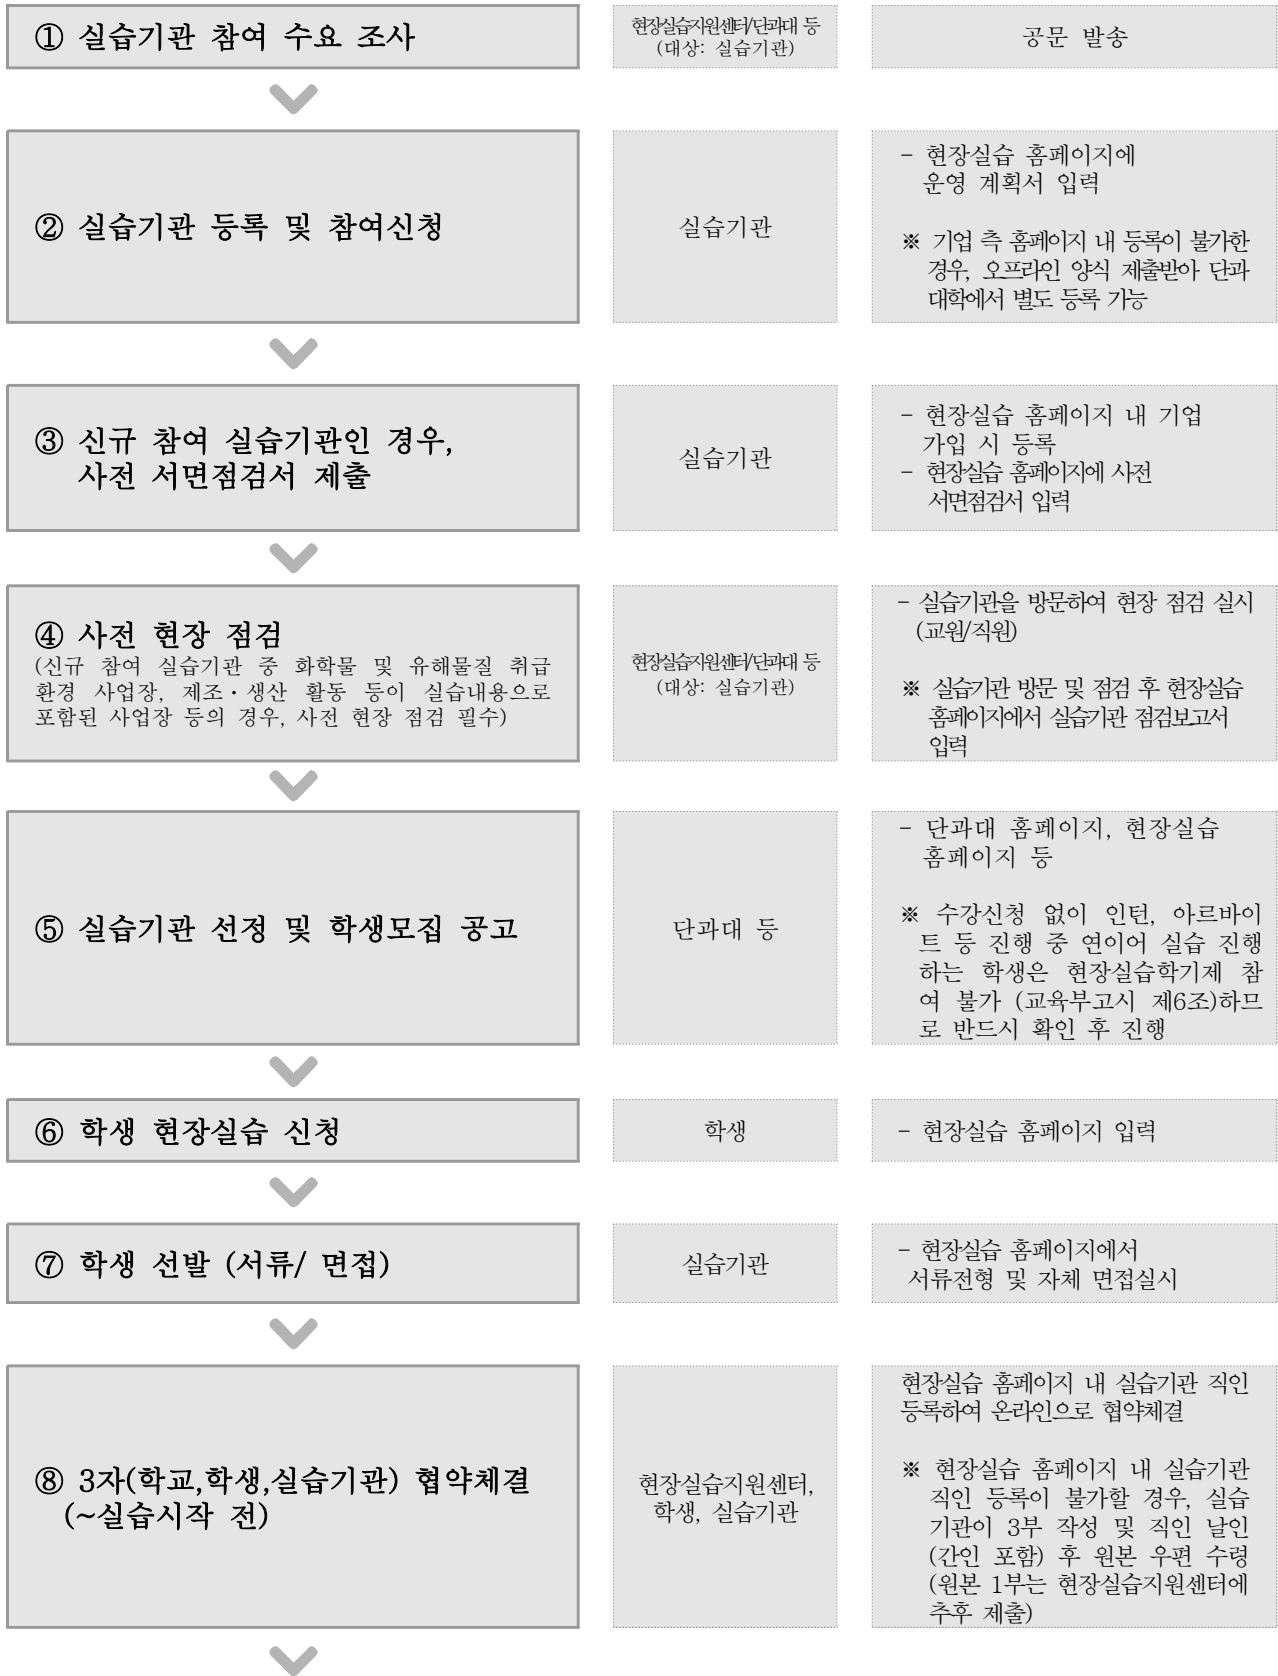 ① 실습기관 참여 수요 조사
현장실습지원센터/단과대 등
(대상: 실습기관)
공문 발송
② 실습기관 등록 및 참여신청
실습기관
- 현장실습 홈페이지에
운영 계획서 입력
※ 기업 측 홈페이지 내 등록이 불가한
경우, 오프라인 양식 제출받아 단과
대학에서 별도 등록 가능
③ 신규 참여 실습기관인 경우,
사전 서면점검서 제출
실습기관
- 현장실습 홈페이지 내 기업
가입 시 등록
- 현장실습 홈페이지에 사전
서면점검서 입력
④ 사전 현장 점검
(신규 참여 실습기관 중 화학물 및 유해물질 취급
환경 사업장, 제조・생산 활동 등이 실습내용으로
포함된 사업장 등의 경우, 사전 현장 점검 필수)
현장실습지원센터/단과대 등
(대상: 실습기관)
- 실습기관을 방문하여 현장 점검 실시
(교원/직원)
※ 실습기관 방문 및 점검 후 현장실습
홈페이지에서 실습기관 점검보고서
입력
⑤ 실습기관 선정 및 학생모집 공고
단과대 등
- 단과대 홈페이지, 현장실습
홈페이지 등
※ 수강신청 없이 인턴, 아르바이
트 등 진행 중 연이어 실습 진행
하는 학생은 현장실습학기제 참
여 불가 (교육부고시 제6조)하므
로 반드시 확인 후 진행
⑥ 학생 현장실습 신청
학생
- 현장실습 홈페이지 입력
⑦ 학생 선발 (서류/ 면접)
실습기관
- 현장실습 홈페이지에서
서류전형 및 자체 면접실시
⑧ 3자(학교,학생,실습기관) 협약체결
(~실습시작 전)
현장실습지원센터,
학생, 실습기관
현장실습 홈페이지 내 실습기관 직인
등록하여 온라인으로 협약체결
※ 현장실습 홈페이지 내 실습기관
직인 등록이 불가할 경우, 실습
기관이 3부 작성 및 직인 날인
(간인 포함) 후 원본 우편 수령
(원본 1부는 현장실습지원센터에
추후 제출)